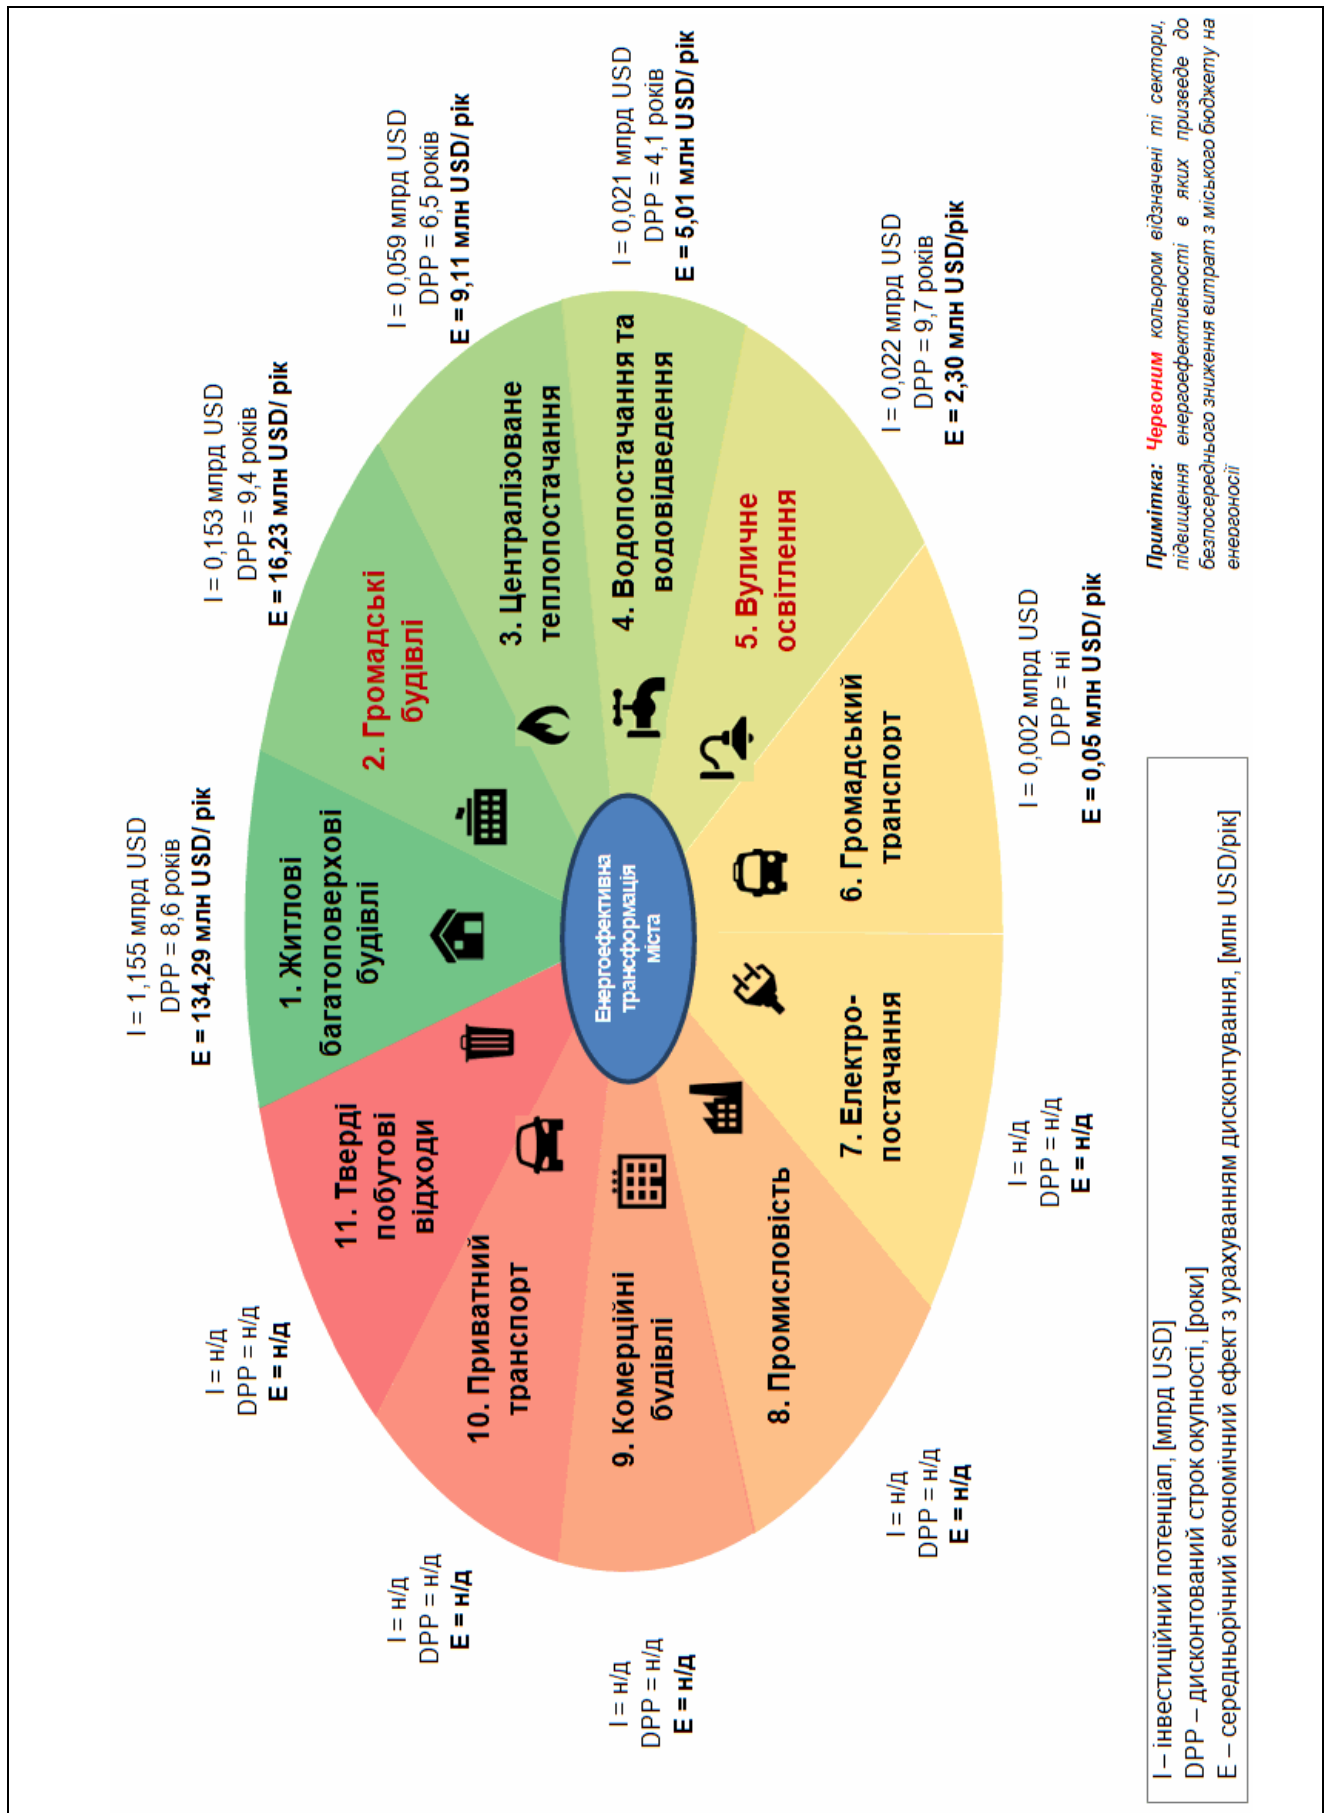 I = 1,155 млрд USD
DPP = 8,6 років
E = 134,29 млн USD/ рік
I = 0,153 млрд USD
DPP = 9,4 років
E = 16,23 млн USD/ рік
I = 0,059 млрд USD
DPP = 6,5 років
E = 9,11 млн USD/ рік
I = 0,021 млрд USD
DPP = 4,1 років
E = 5,01 млн USD/ рік
I = 0,022 млрд USD
DPP = 9,7 років
E = 2,30 млн USD/рік
I = 0,002 млрд USD
DPP = ні
E = 0,05 млн USD/ рік
I = н/д
DPP = н/д
E = н/д
I = н/д
DPP = н/д
E = н/д
I = н/д
DPP = н/д
E = н/д
I = н/д
DPP = н/д
E = н/д
I = н/д
DPP = н/д
E = н/д
1. Житлові
багатоповерхові
будівлі
2. Громадські
будівлі
3. Централізоване
теплопостачання
4. Водопостачання та
водовідведення
5. Вуличне
освітлення
6. Громадський
транспорт
7. Електро-
постачання
8. Промисловість
9. Комерційні
будівлі
10. Приватний
транспорт
11. Тверді
побутові
відходи
Енергоефективна
трансформація
міста
I – інвестиційний потенціал, [млрд USD]
DPP – дисконтований строк окупності, [роки]
E – середньорічний економічний ефект з урахуванням дисконтування, [млн USD/рік]
Примітка: Червоним кольором відзначені ті сектори,
підвищення енергоефективності в яких призведе до
безпосереднього зниження витрат з міського бюджету на
енергоносії